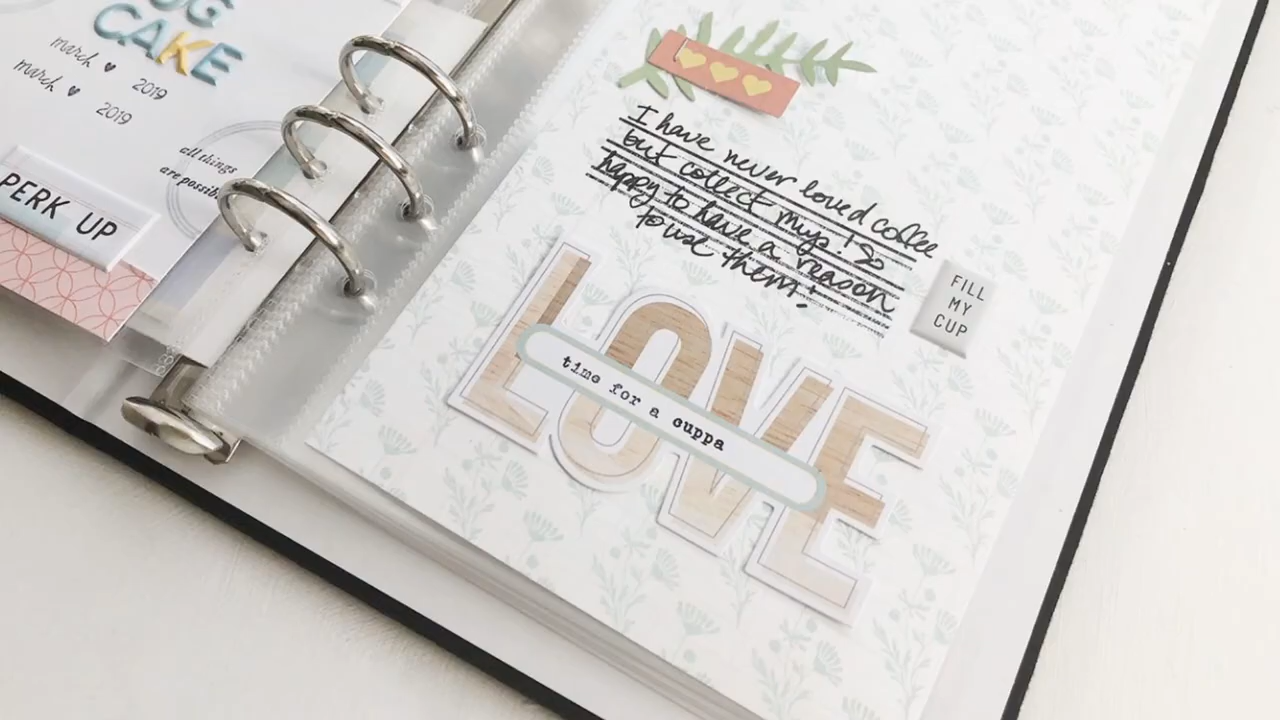 UG
CAKE
march 2019
march 2019
all things
are possib
PERK UP
I have never loved coffee
but collect mugs! So
happy to have a reason
to use them!
FILL
MY
CUP
LOVE
time for a cuppa